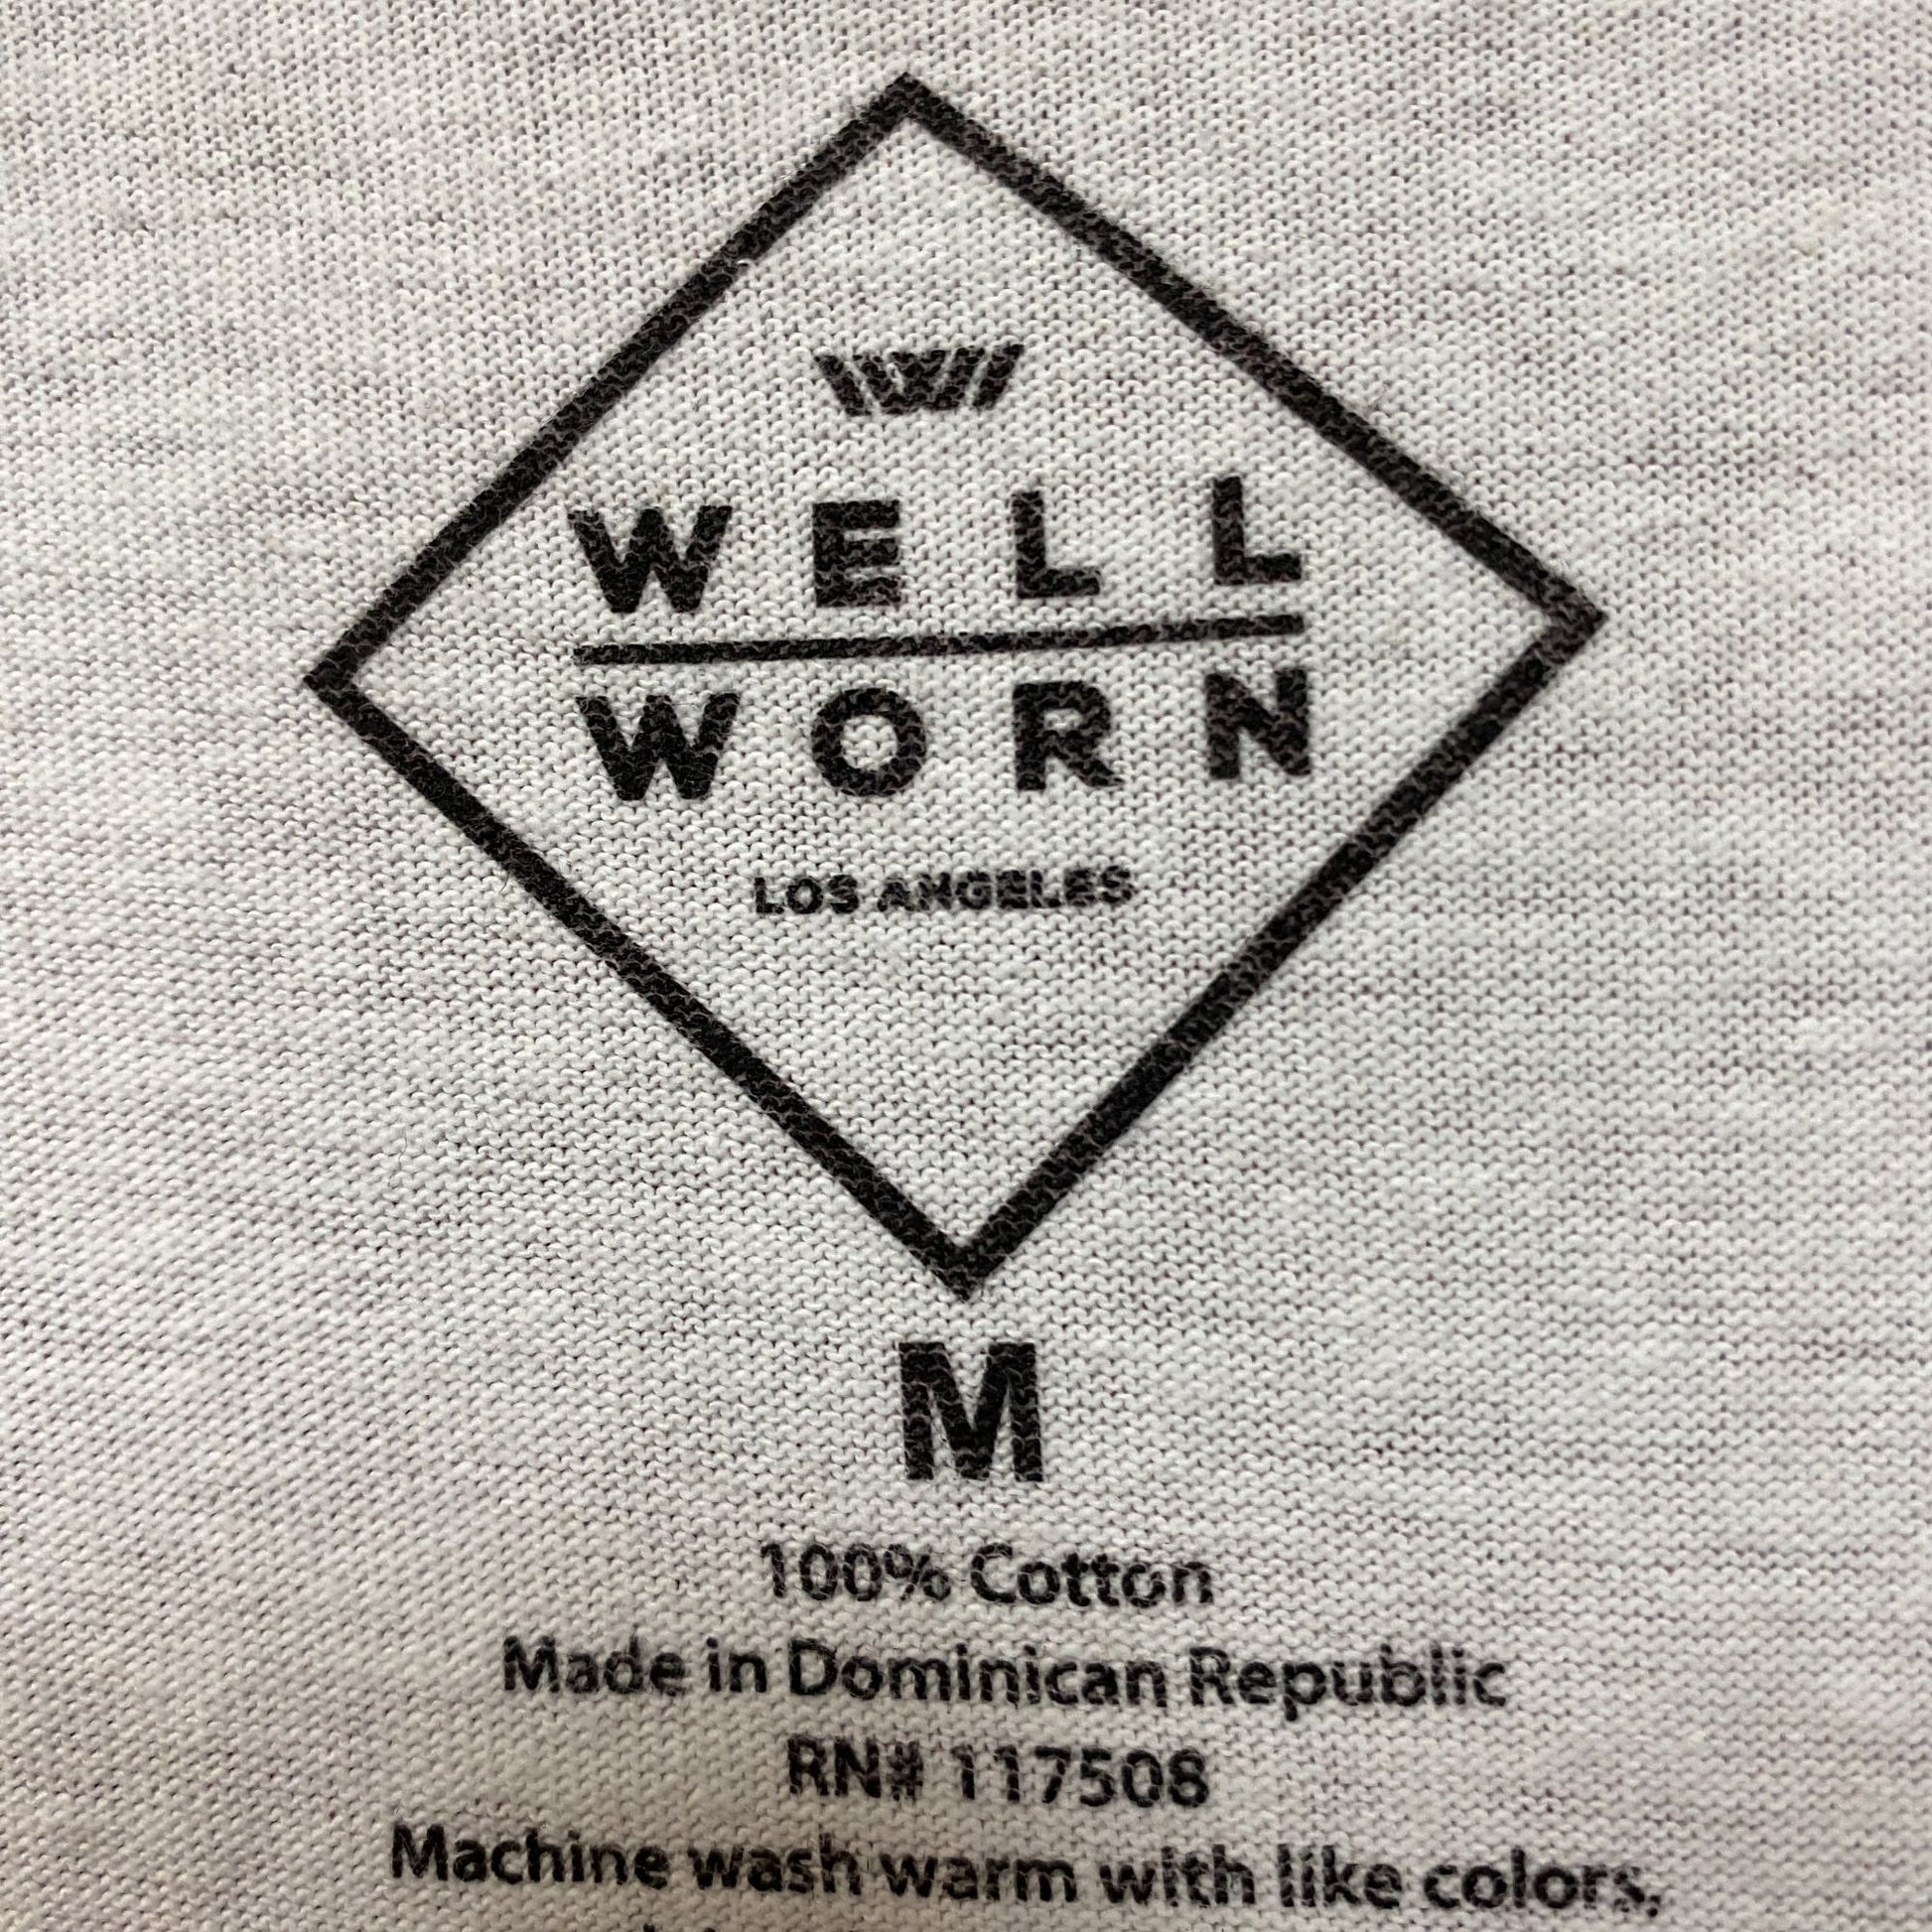 WELL
WORN
LOS ANGELES
M
100% Cotton
Made in Dominican Republic
RN# 117508
Machine wash warm with like colors,